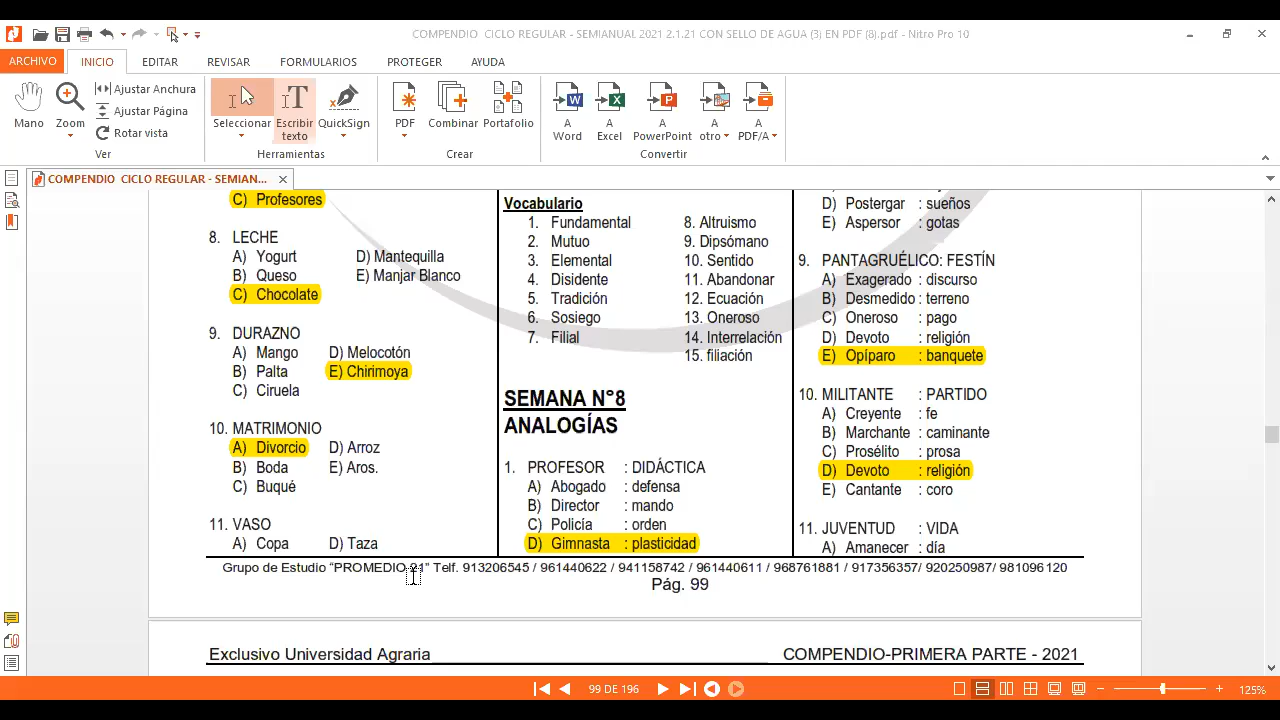 COMPENDIO CICLO REGULAR - SEMIANUAL 2021 2.1.21 CON SELLO DE AGUA (3) EN PDF (8).pdf - Nitro Pro 10
ARCHIVO INICIO EDITAR REVISAR FORMULARIOS PROTEGER AYUDA
Mano
Zoom
Ajustar Anchura
Ajustar Página
Rotar vista
Ver
Seleccionar
Escribir texto
QuickSign
Herramientas
PDF
Combinar
Portafolio
Crear
A Word
A Excel
A PowerPoint
A otro
A PDF/A
Convertir
COMPENDIO CICLO REGULAR - SEMIAN...
C) Profesores
8. LECHE
A) Yogurt D) Mantequilla
B) Queso E) Manjar Blanco
C) Chocolate
9. DURAZNO
A) Mango D) Melocotón
B) Palta E) Chirimoya
C) Ciruela
10. MATRIMONIO
A) Divorcio D) Arroz
B) Boda E) Aros.
C) Buqué
11. VASO
A) Copa D) Taza
Vocabulario
1. Fundamental 8. Altruismo
2. Mutuo 9. Dipsómano
3. Elemental 10. Sentido
4. Disidente 11. Abandonar
5. Tradición 12. Ecuación
6. Sosiego 13. Oneroso
7. Filial 14. Interrelación
15. filiación
SEMANA N°8
ANALOGÍAS
1. PROFESOR : DIDÁCTICA
A) Abogado : defensa
B) Director : mando
C) Policía : orden
D) Gimnasta : plasticidad
D) Postergar : sueños
E) Aspersor : gotas
9. PANTAGRUÉLICO: FESTÍN
A) Exagerado : discurso
B) Desmedido : terreno
C) Oneroso : pago
D) Devoto : religión
E) Opíparo : banquete
10. MILITANTE : PARTIDO
A) Creyente : fe
B) Marchante : caminante
C) Prosélito : prosa
D) Devoto : religión
E) Cantante : coro
11. JUVENTUD : VIDA
A) Amanecer : día
Grupo de Estudio “PROMEDIO 21” Telf. 913206545 / 961440622 / 941158742 / 961440611 / 968761881 / 917356357/ 920250987/ 981096120
Pág. 99
Exclusivo Universidad Agraria COMPENDIO-PRIMERA PARTE - 2021
99 DE 196
125%